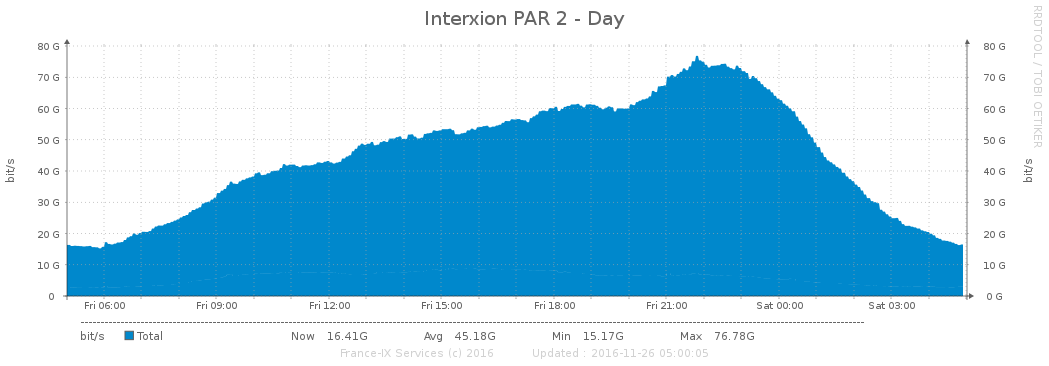 Interxion PAR 2 - Day
RRDTOOL / TOBI OETIKER
80 G 80 G
70 G 70 G
60 G 60 G
50 G 50 G
40 G 40 G
30 G 30 G
20 G 20 G
10 G 10 G
0 0 G
bit/s
bit/s
Fri 06:00 Fri 09:00 Fri 12:00 Fri 15:00 Fri 18:00 Fri 21:00 Sat 00:00 Sat 03:00
bit/s Total Now 16.41G Avg 45.18G Min 15.17G Max 76.78G
France-IX Services (c) 2016 Updated : 2016-11-26 05:00:05